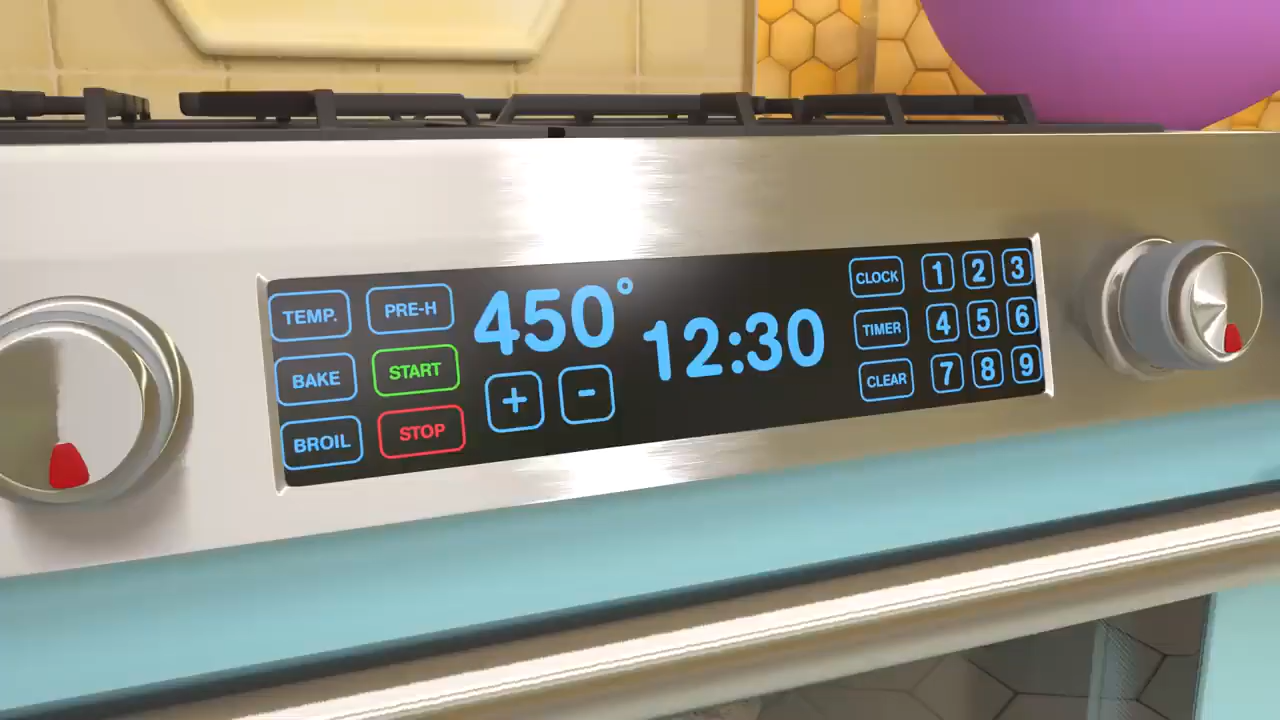 TEMP.
PRE-H
BAKE
START
BROIL
STOP
450°
+
-
12:30
CLOCK
1 2 3
TIMER
4 5 6
CLEAR
7 8 9